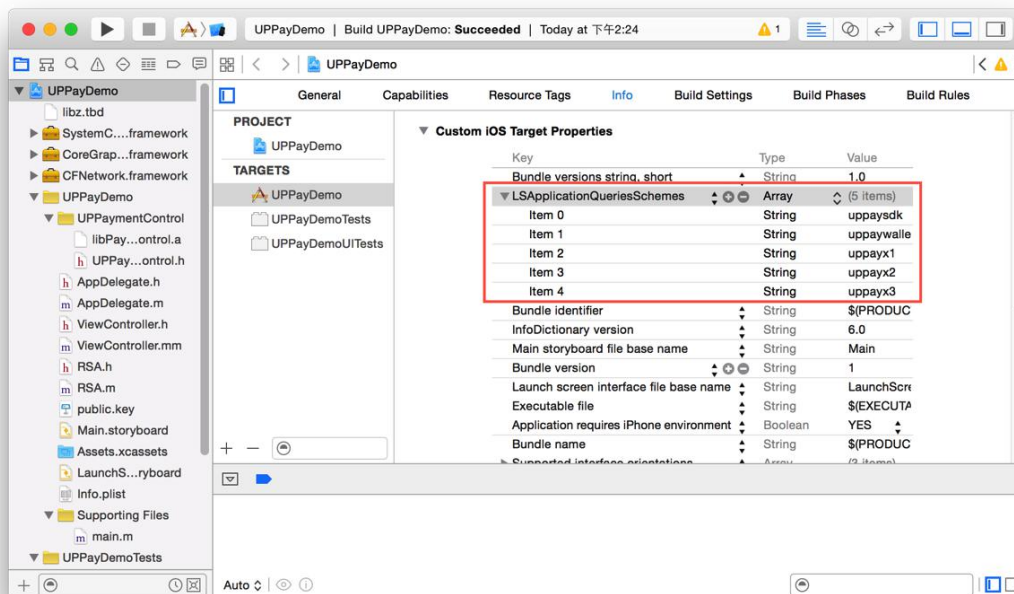 UPPayDemo | Build UPPayDemo: Succeeded | Today at 下午2:24
1
UPPayDemo
General Capabilities Resource Tags Info Build Settings Build Phases Build Rules
UPPayDemo
libz.tbd
SystemC....framework
CoreGrap...framework
CFNetwork.framework
UPPayDemo
UPPaymentControl
libPay...ontrol.a
UPPay...ontrol.h
AppDelegate.h
AppDelegate.m
ViewController.h
ViewController.mm
RSA.h
RSA.m
public.key
Main.storyboard
Assets.xcassets
LaunchS...ryboard
Info.plist
Supporting Files
main.m
UPPayDemoTests
PROJECT
UPPayDemo
TARGETS
UPPayDemo
UPPayDemoTests
UPPayDemoUITests
Custom iOS Target Properties
Key Type Value
Bundle versions string, short String 1.0
LSApplicationQueriesSchemes Array (5 items)
Item 0 String uppaysdk
Item 1 String uppaywalle
Item 2 String uppayx1
Item 3 String uppayx2
Item 4 String uppayx3
Bundle identifier String $(PRODUC
InfoDictionary version String 6.0
Main storyboard file base name String Main
Bundle version String 1
Launch screen interface file base name String LaunchScre
Executable file String $(EXECUTA
Application requires iPhone environment Boolean YES
Bundle name String $(PRODUC
Supported interface orientations Array (3 items)
Auto